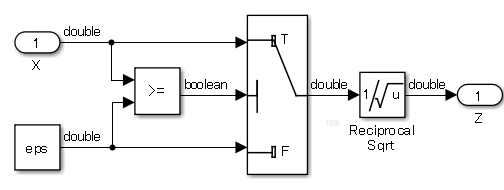 1
double
X
>=
boolean
T
double
1/√u
double
1
Z
Reciprocal
Sqrt
eps
double
F